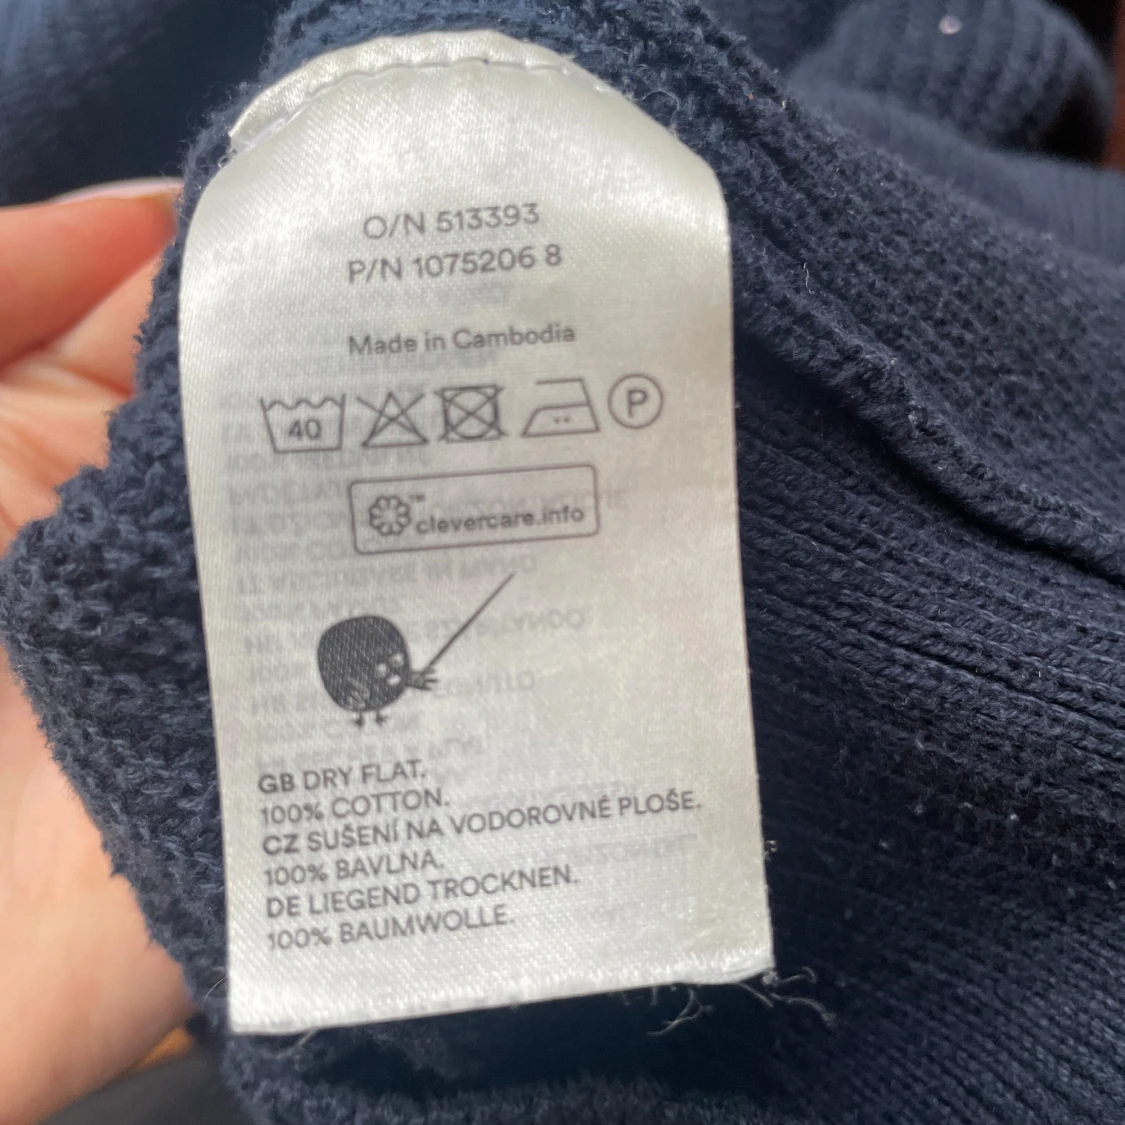 O/N 513393
P/N 1075206 8
Made in Cambodia
40 P
™ clevercare.info
GB DRY FLAT.
100% COTTON.
CZ SUŠENÍ NA VODOROVNÉ PLOŠE.
100% BAVLNA.
DE LIEGEND TROCKNEN.
100% BAUMWOLLE.